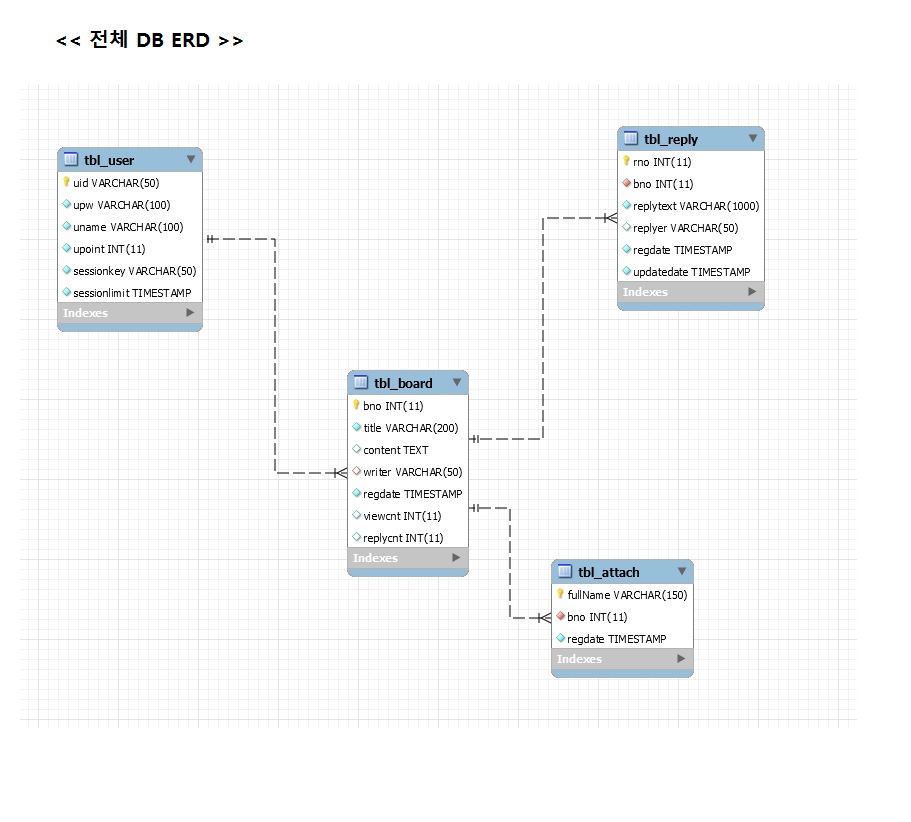 << 전체 DB ERD >>
tbl_user
uid VARCHAR(50)
upw VARCHAR(100)
uname VARCHAR(100)
upoint INT(11)
sessionkey VARCHAR(50)
sessionlimit TIMESTAMP
Indexes
tbl_reply
rno INT(11)
bno INT(11)
replytext VARCHAR(1000)
replyer VARCHAR(50)
regdate TIMESTAMP
updatedate TIMESTAMP
Indexes
tbl_board
bno INT(11)
title VARCHAR(200)
content TEXT
writer VARCHAR(50)
regdate TIMESTAMP
viewcnt INT(11)
replycnt INT(11)
Indexes
tbl_attach
fullName VARCHAR(150)
bno INT(11)
regdate TIMESTAMP
Indexes